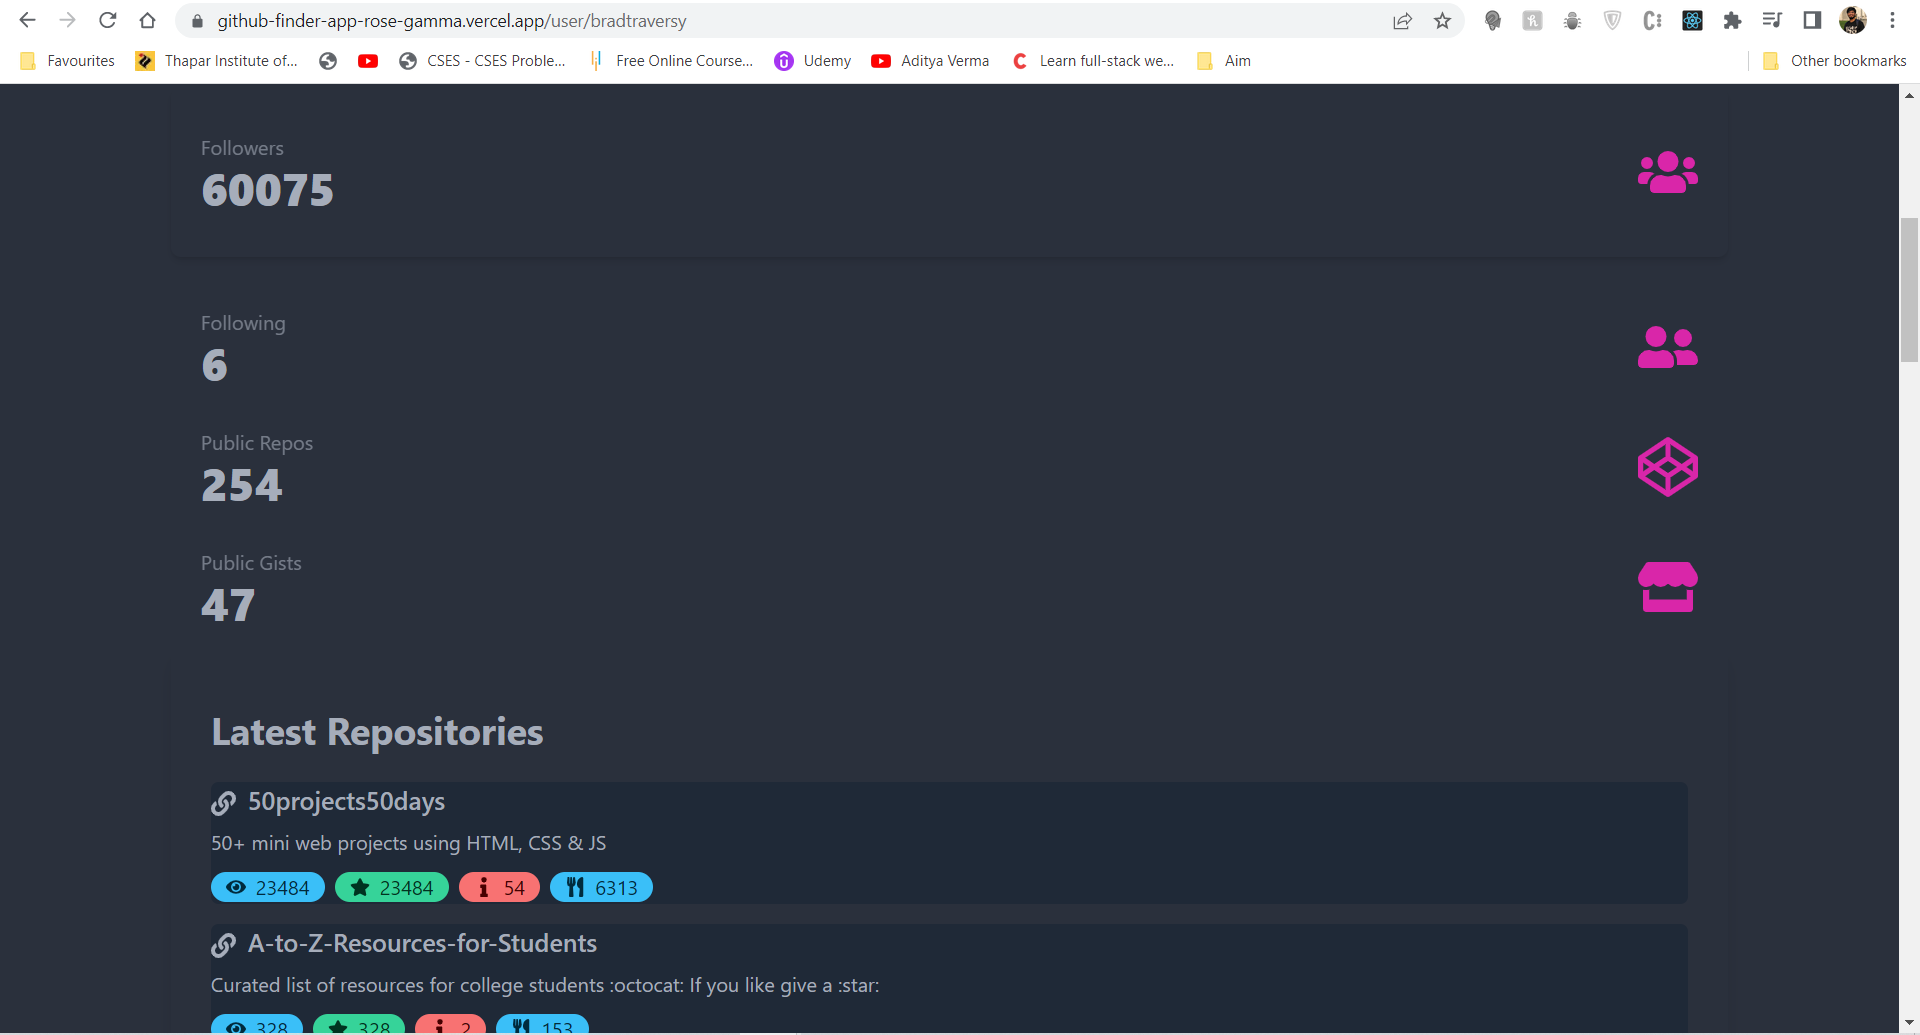 github-finder-app-rose-gamma.vercel.app/user/bradtraversy
Favourites Thapar Institute of... CSES - CSES Proble... Free Online Course... Udemy Aditya Verma Learn full-stack we... Aim Other bookmarks
Followers
60075
Following
6
Public Repos
254
Public Gists
47
Latest Repositories
50projects50days
50+ mini web projects using HTML, CSS & JS
23484 23484 54 6313
A-to-Z-Resources-for-Students
Curated list of resources for college students :octocat: If you like give a :star:
328 328 2 153